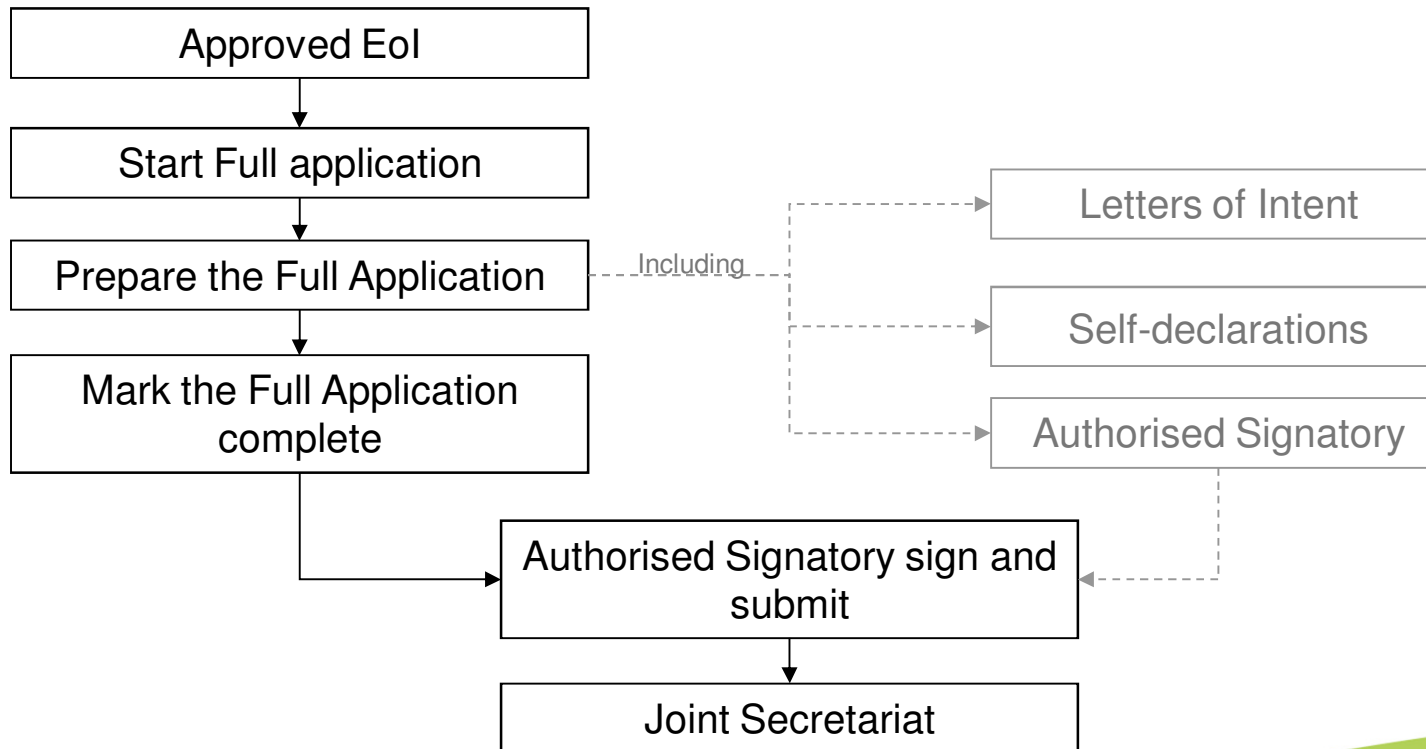 Approved EoI
Start Full application
Prepare the Full Application
Including
Letters of Intent
Self-declarations
Authorised Signatory
Mark the Full Application
complete
Authorised Signatory sign and
submit
Joint Secretariat